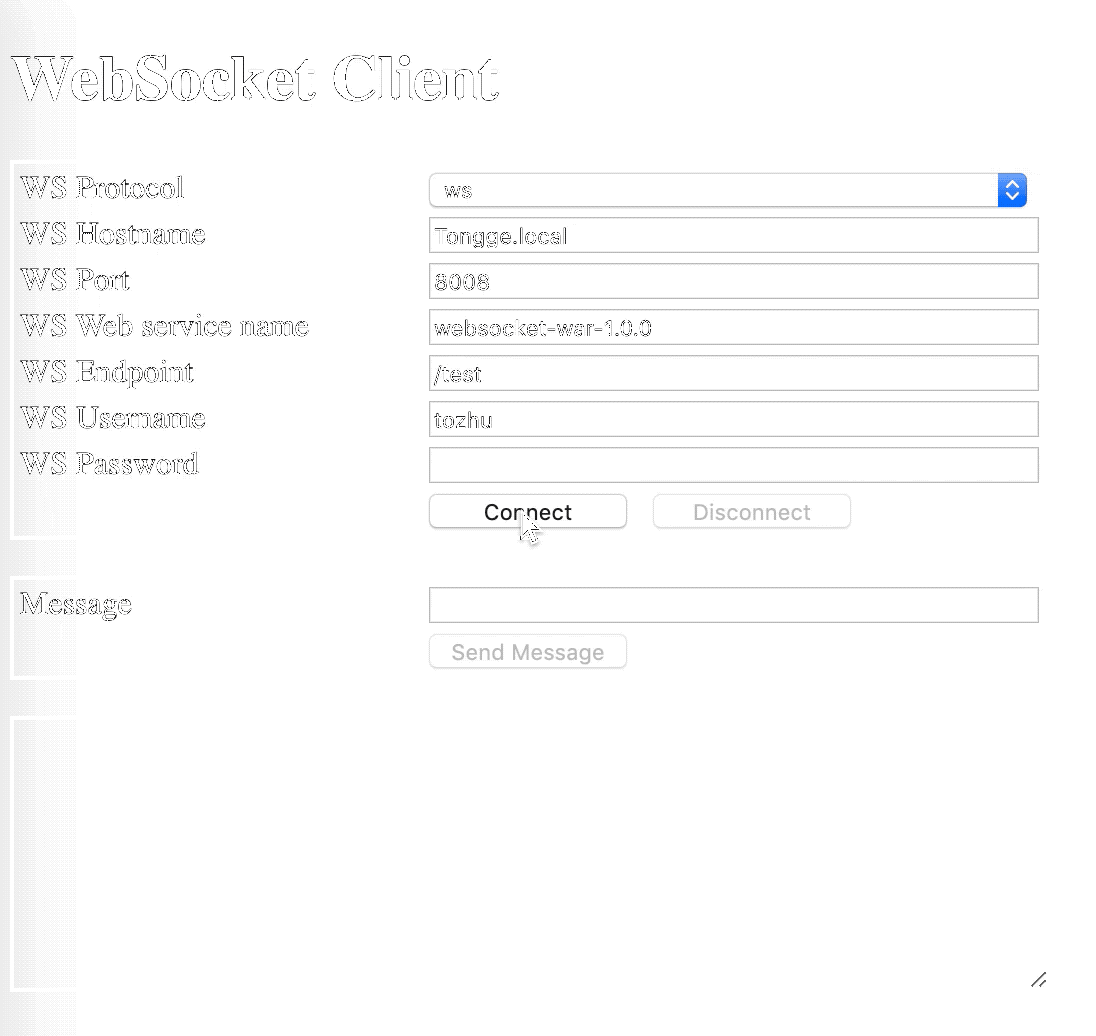 WebSocket Client
WS Protocol ws
WS Hostname Tongge.local
WS Port 8008
WS Web service name websocket-war-1.0.0
WS Endpoint /test
WS Username tozhu
WS Password
Connect Disconnect
Message
Send Message